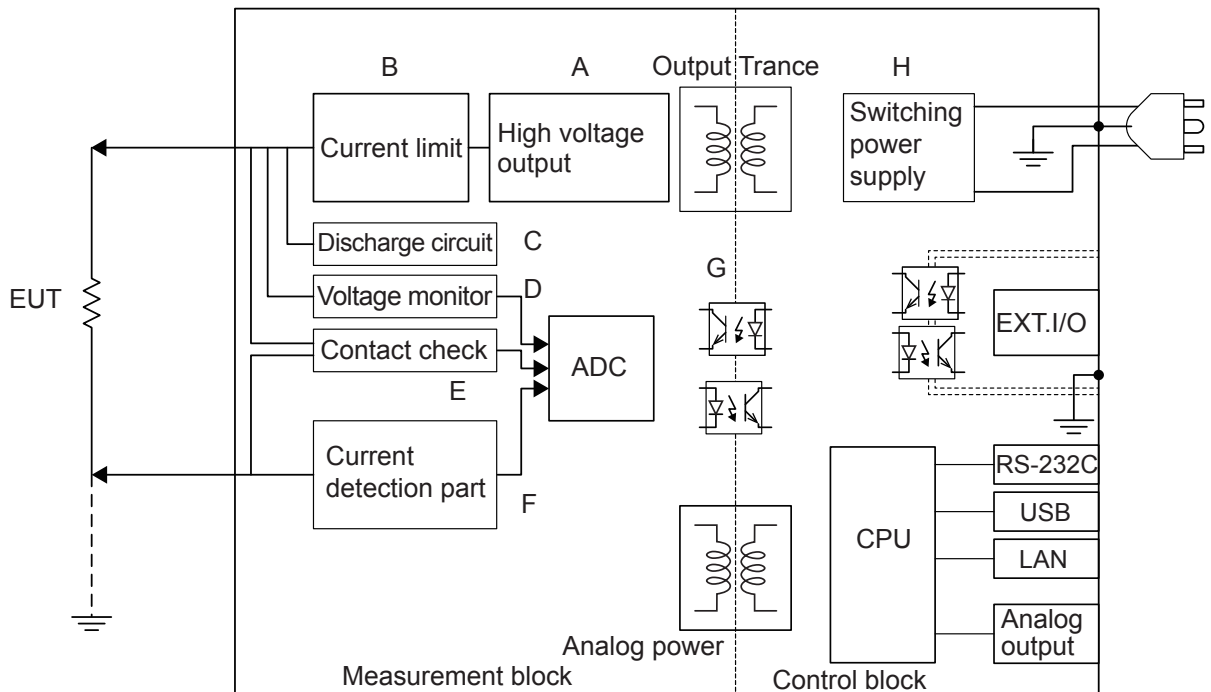 B
A
Output Trance
H
Current limit
High voltage
output
Switching
power
supply
Discharge circuit
C
Voltage monitor
D
G
EUT
Contact check
ADC
EXT.I/O
E
Current
detection part
F
CPU
RS-232C
USB
LAN
Analog
output
Analog power
Measurement block
Control block